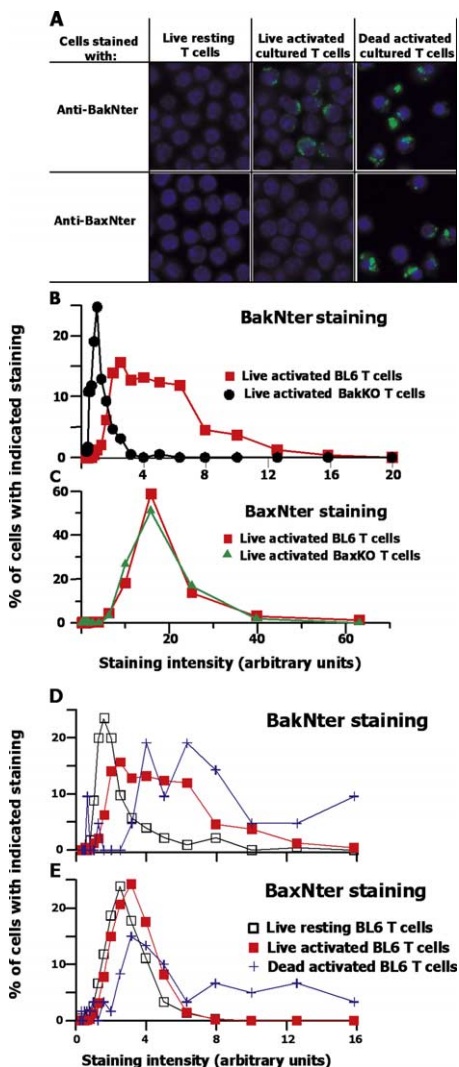 A
Cells stained with:
Live resting T cells
Live activated cultured T cells
Dead activated cultured T cells
Anti-BakNter
Anti-BaxNter
B
BakNter staining
Live activated BL6 T cells
Live activated BakKO T cells
20
10
0
0 4 8 12 16 20
C
BaxNter staining
Live activated BL6 T cells
Live activated BaxKO T cells
60
40
20
0
20 40 60
% of cells with indicated staining
Staining intensity (arbitrary units)
D
BakNter staining
20
10
0
E
BaxNter staining
Live resting BL6 T cells
Live activated BL6 T cells
Dead activated BL6 T cells
20
10
0
0 4 8 12 16
% of cells with indicated staining
Staining intensity (arbitrary units)